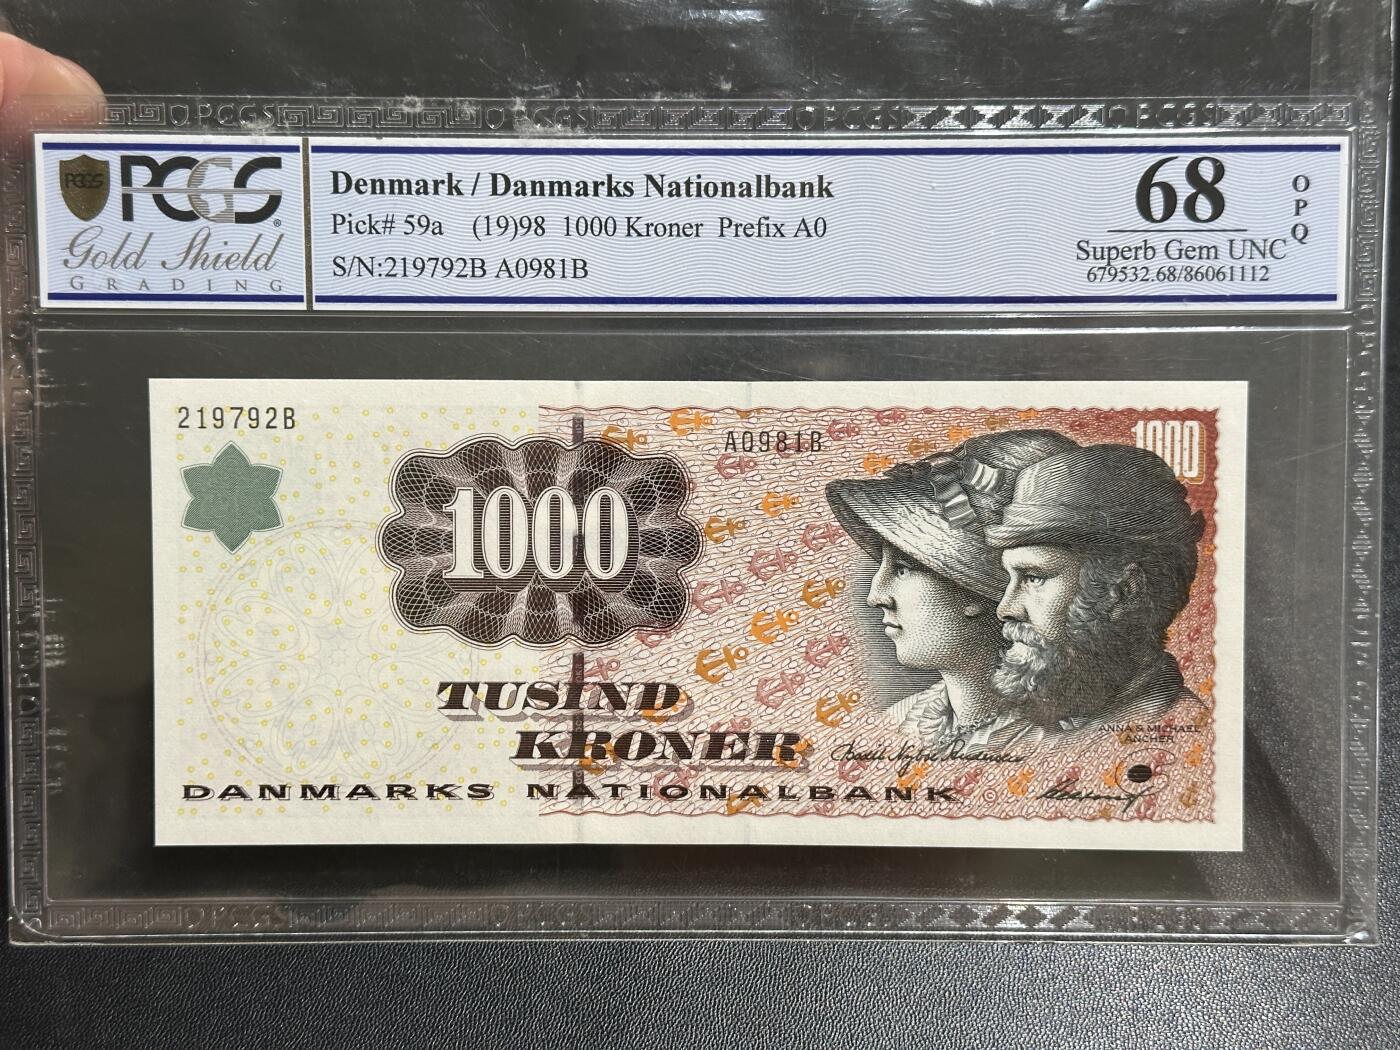 PCGS
PCGS
Gold Shield
GRADING
Denmark / Danmarks Nationalbank
Pick# 59a (19)98 1000 Kroner Prefix A0
S/N:219792B A0981B
68
OPQ
Superb Gem UNC
679532.68/86061112
219792B
A0981B
1000
1000
TUSIND
KRONER
ANNA & MICHAEL
ANCHER
DANMARKS NATIONALBANK ©